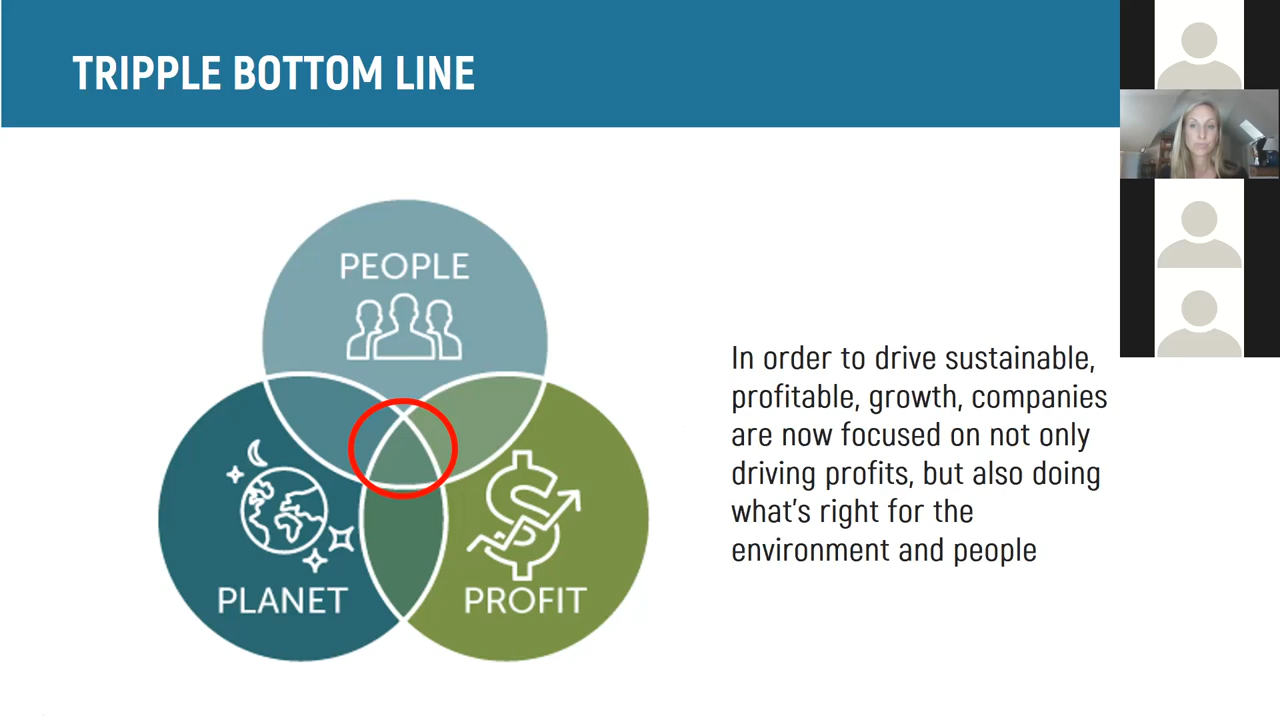 TRIPPLE BOTTOM LINE
PEOPLE
PLANET
PROFIT
In order to drive sustainable,
profitable, growth, companies
are now focused on not only
driving profits, but also doing
what's right for the
environment and people